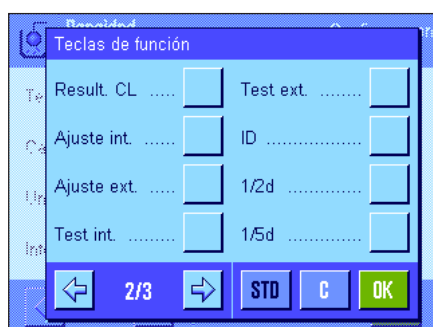 Densidad
Teclas de función
Result. CL .....
Test ext. ........
Ajuste int. ......
ID ...............
Ajuste ext. .....
1/2d ..............
Test int. .........
1/5d ..............
2/3
STD
C
OK